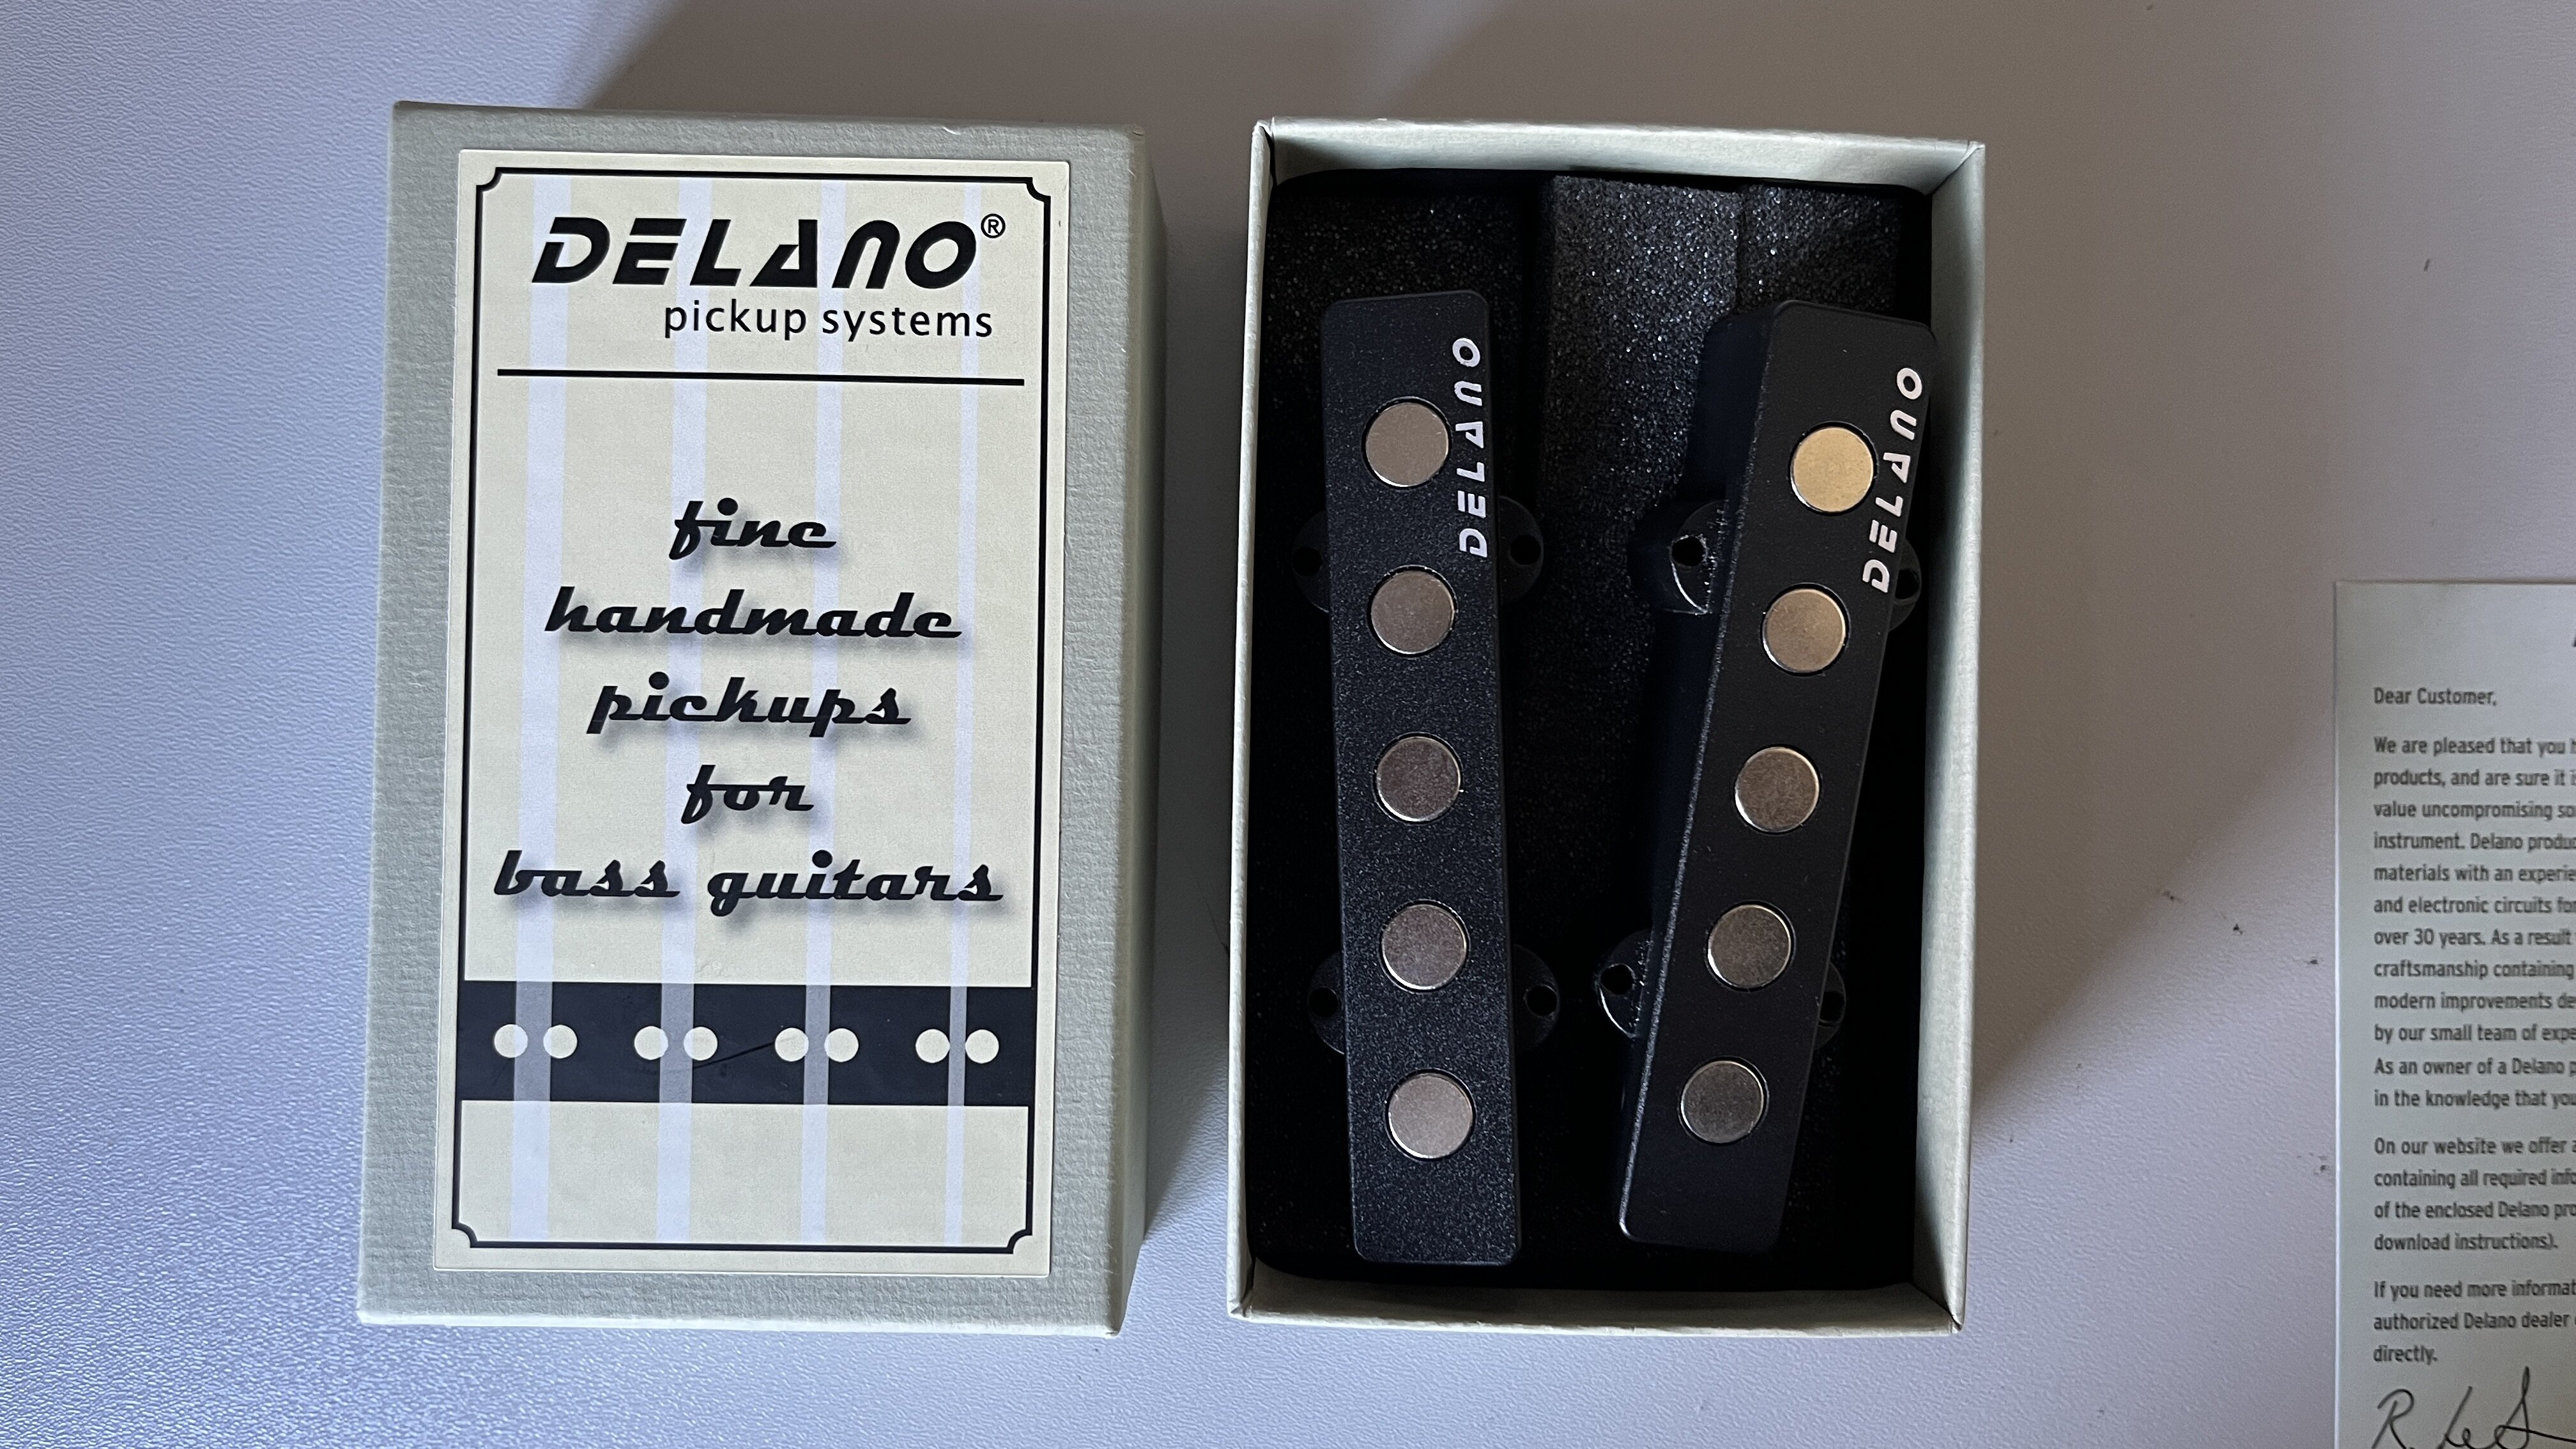 DELANO®
pickup systems
fine
handmade
pickups
for
bass guitars
DELANO
DELANO
Dear Customer,
We are pleased that you
products, and are sure it
value uncompromising
instrument. Delano
materials with an
and electronic circuits
over 30 years. As a result
craftsmanship containing
modern improvements
by our small team of
As an owner of a Delano
in the knowledge that you
On our website we offer
containing all required
of the enclosed Delano
download instructions).
If you need more
authorized Delano dealer
directly.